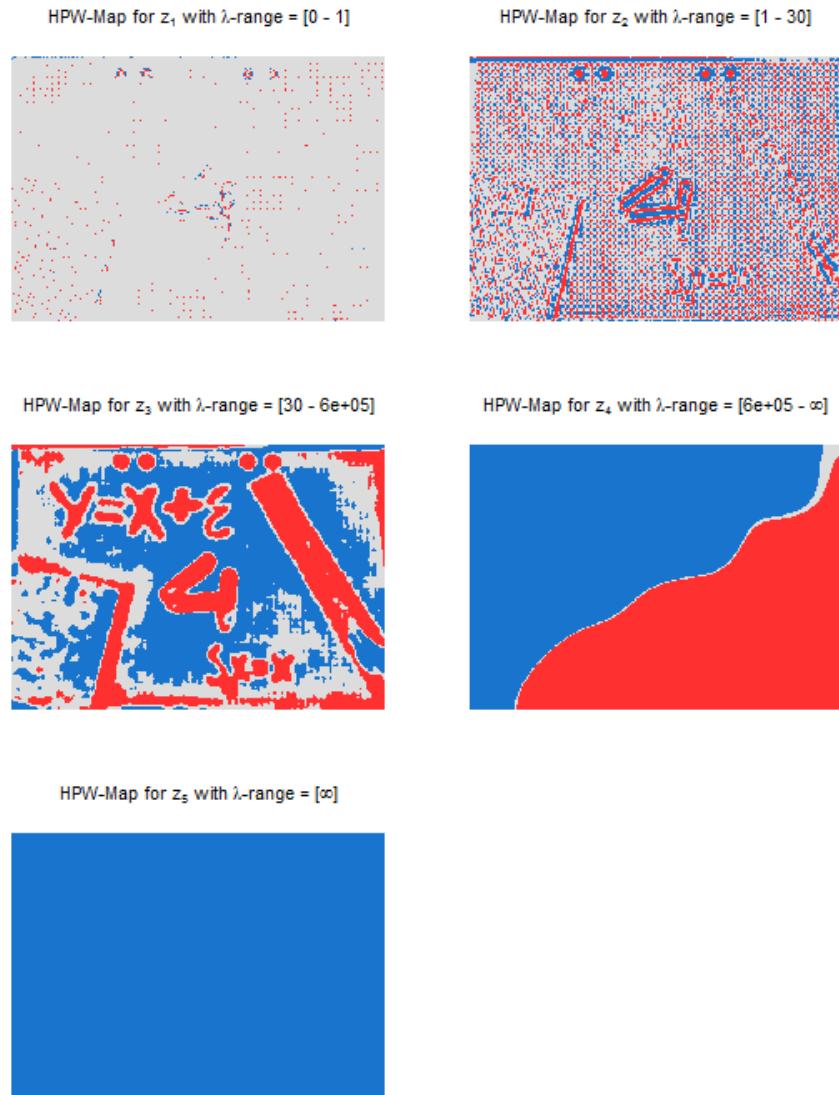 HPW-Map for z₁ with λ-range = [0 - 1]
HPW-Map for z₂ with λ-range = [1 - 30]
HPW-Map for z₃ with λ-range = [30 - 6e+05]
HPW-Map for z₄ with λ-range = [6e+05 - ∞]
y=x+ε
HPW-Map for z₅ with λ-range = [∞]